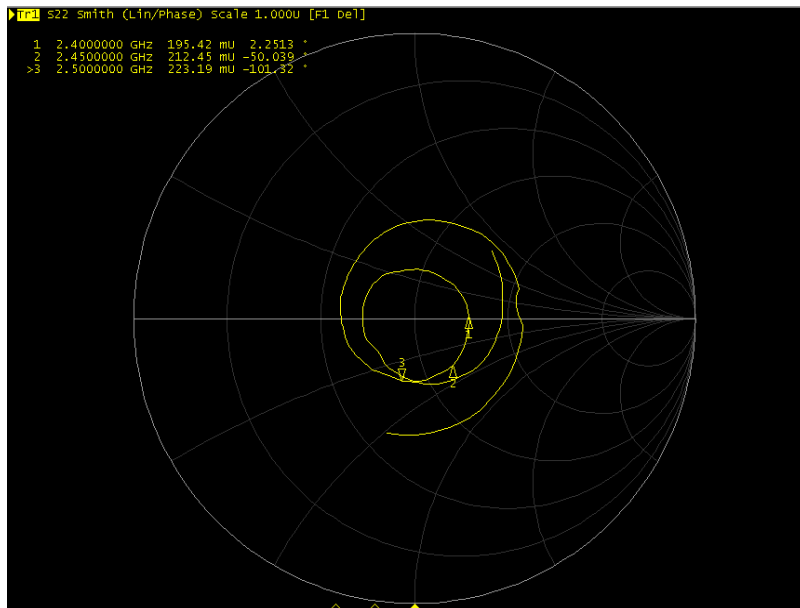 Tr1 S22 Smith (Lin/Phase) Scale 1.000U [F1 Del]
1 2.4000000 GHz 195.42 mU 2.2513 °
2 2.4500000 GHz 212.45 mU -50.039 °
>3 2.5000000 GHz 223.19 mU -101.32 °
1
3
2